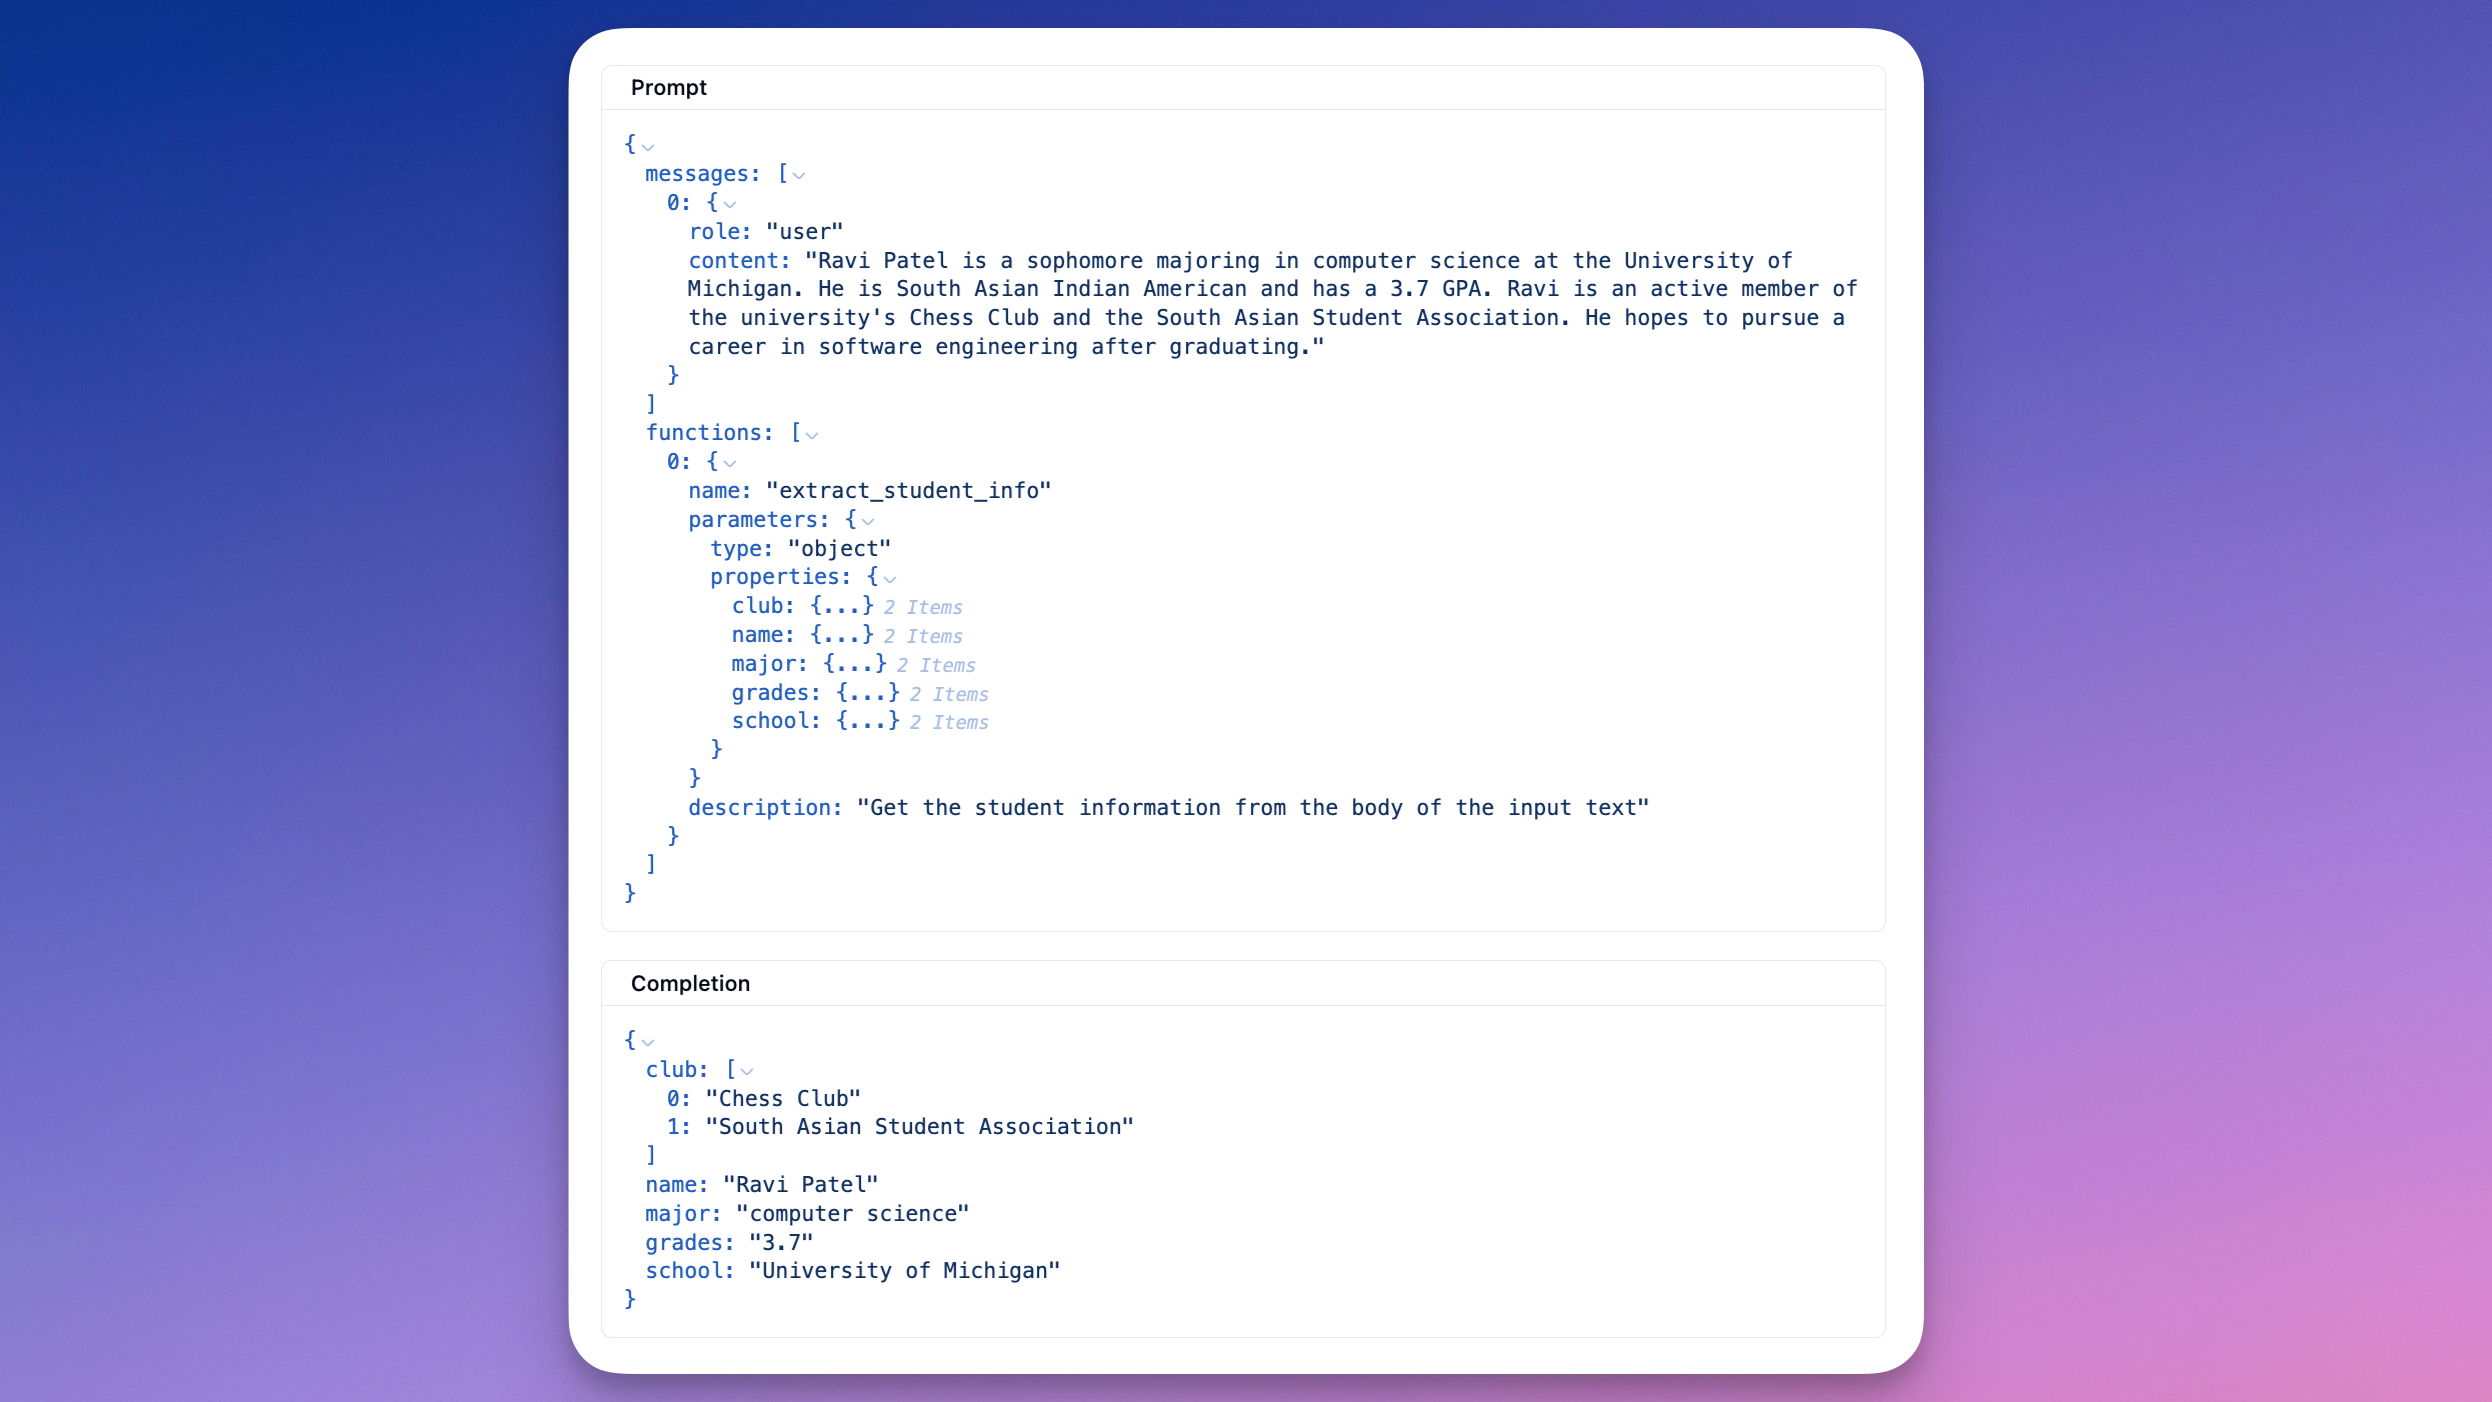 Prompt
{
messages: [
0: {
role: "user"
content: "Ravi Patel is a sophomore majoring in computer science at the University of
Michigan. He is South Asian Indian American and has a 3.7 GPA. Ravi is an active member of
the university's Chess Club and the South Asian Student Association. He hopes to pursue a
career in software engineering after graduating."
}
]
functions: [
0: {
name: "extract_student_info"
parameters: {
type: "object"
properties: {
club: {...} 2 Items
name: {...} 2 Items
major: {...} 2 Items
grades: {...} 2 Items
school: {...} 2 Items
}
}
description: "Get the student information from the body of the input text"
}
]
}
Completion
{
club: [
0: "Chess Club"
1: "South Asian Student Association"
]
name: "Ravi Patel"
major: "computer science"
grades: "3.7"
school: "University of Michigan"
}